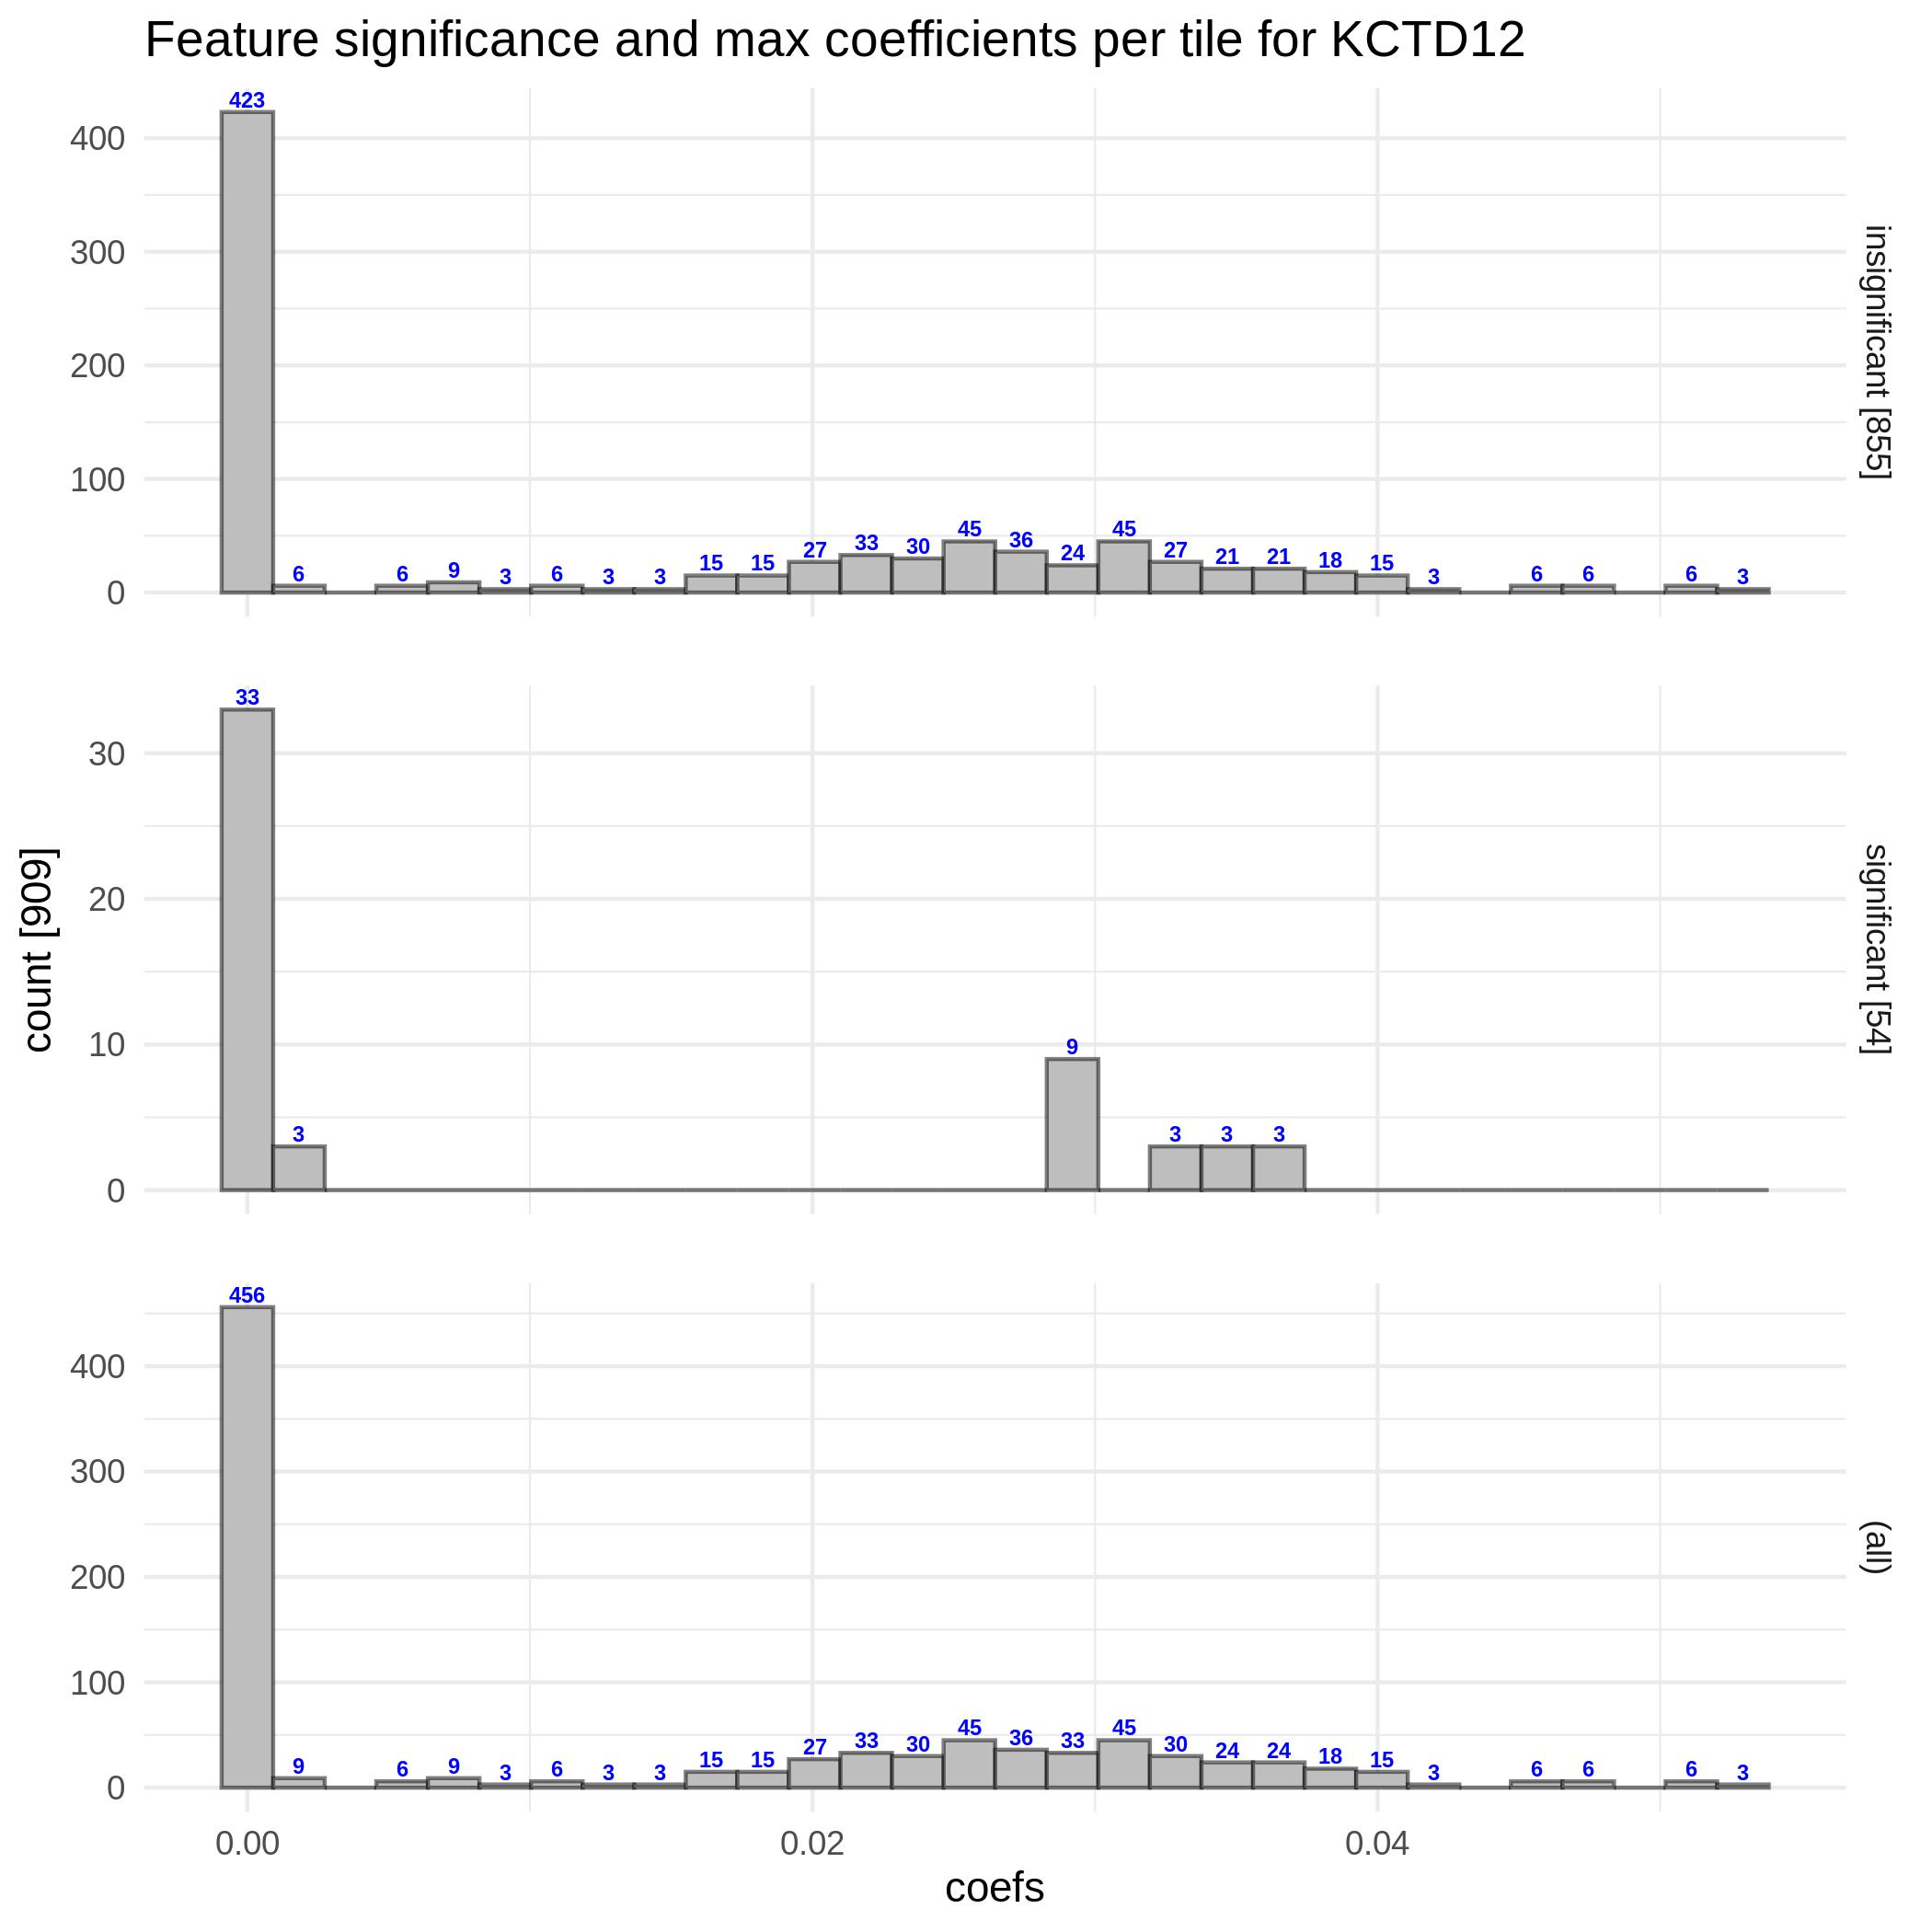 Feature significance and max coefficients per tile for KCTD12
423
400
300
200
100
0
6 6 9 3 6 3 3 15 15 27 33 30 45 36 24 45 27 21 21 18 15 3 6 6 6 3
insignificant [855]
33
30
20
10
0
3 9 3 3 3
significant [54]
count [909]
456
400
300
200
100
0
9 6 9 3 6 3 3 15 15 27 33 30 45 36 33 45 30 24 24 18 15 3 6 6 6 3
(all)
0.00 0.02 0.04
coefs